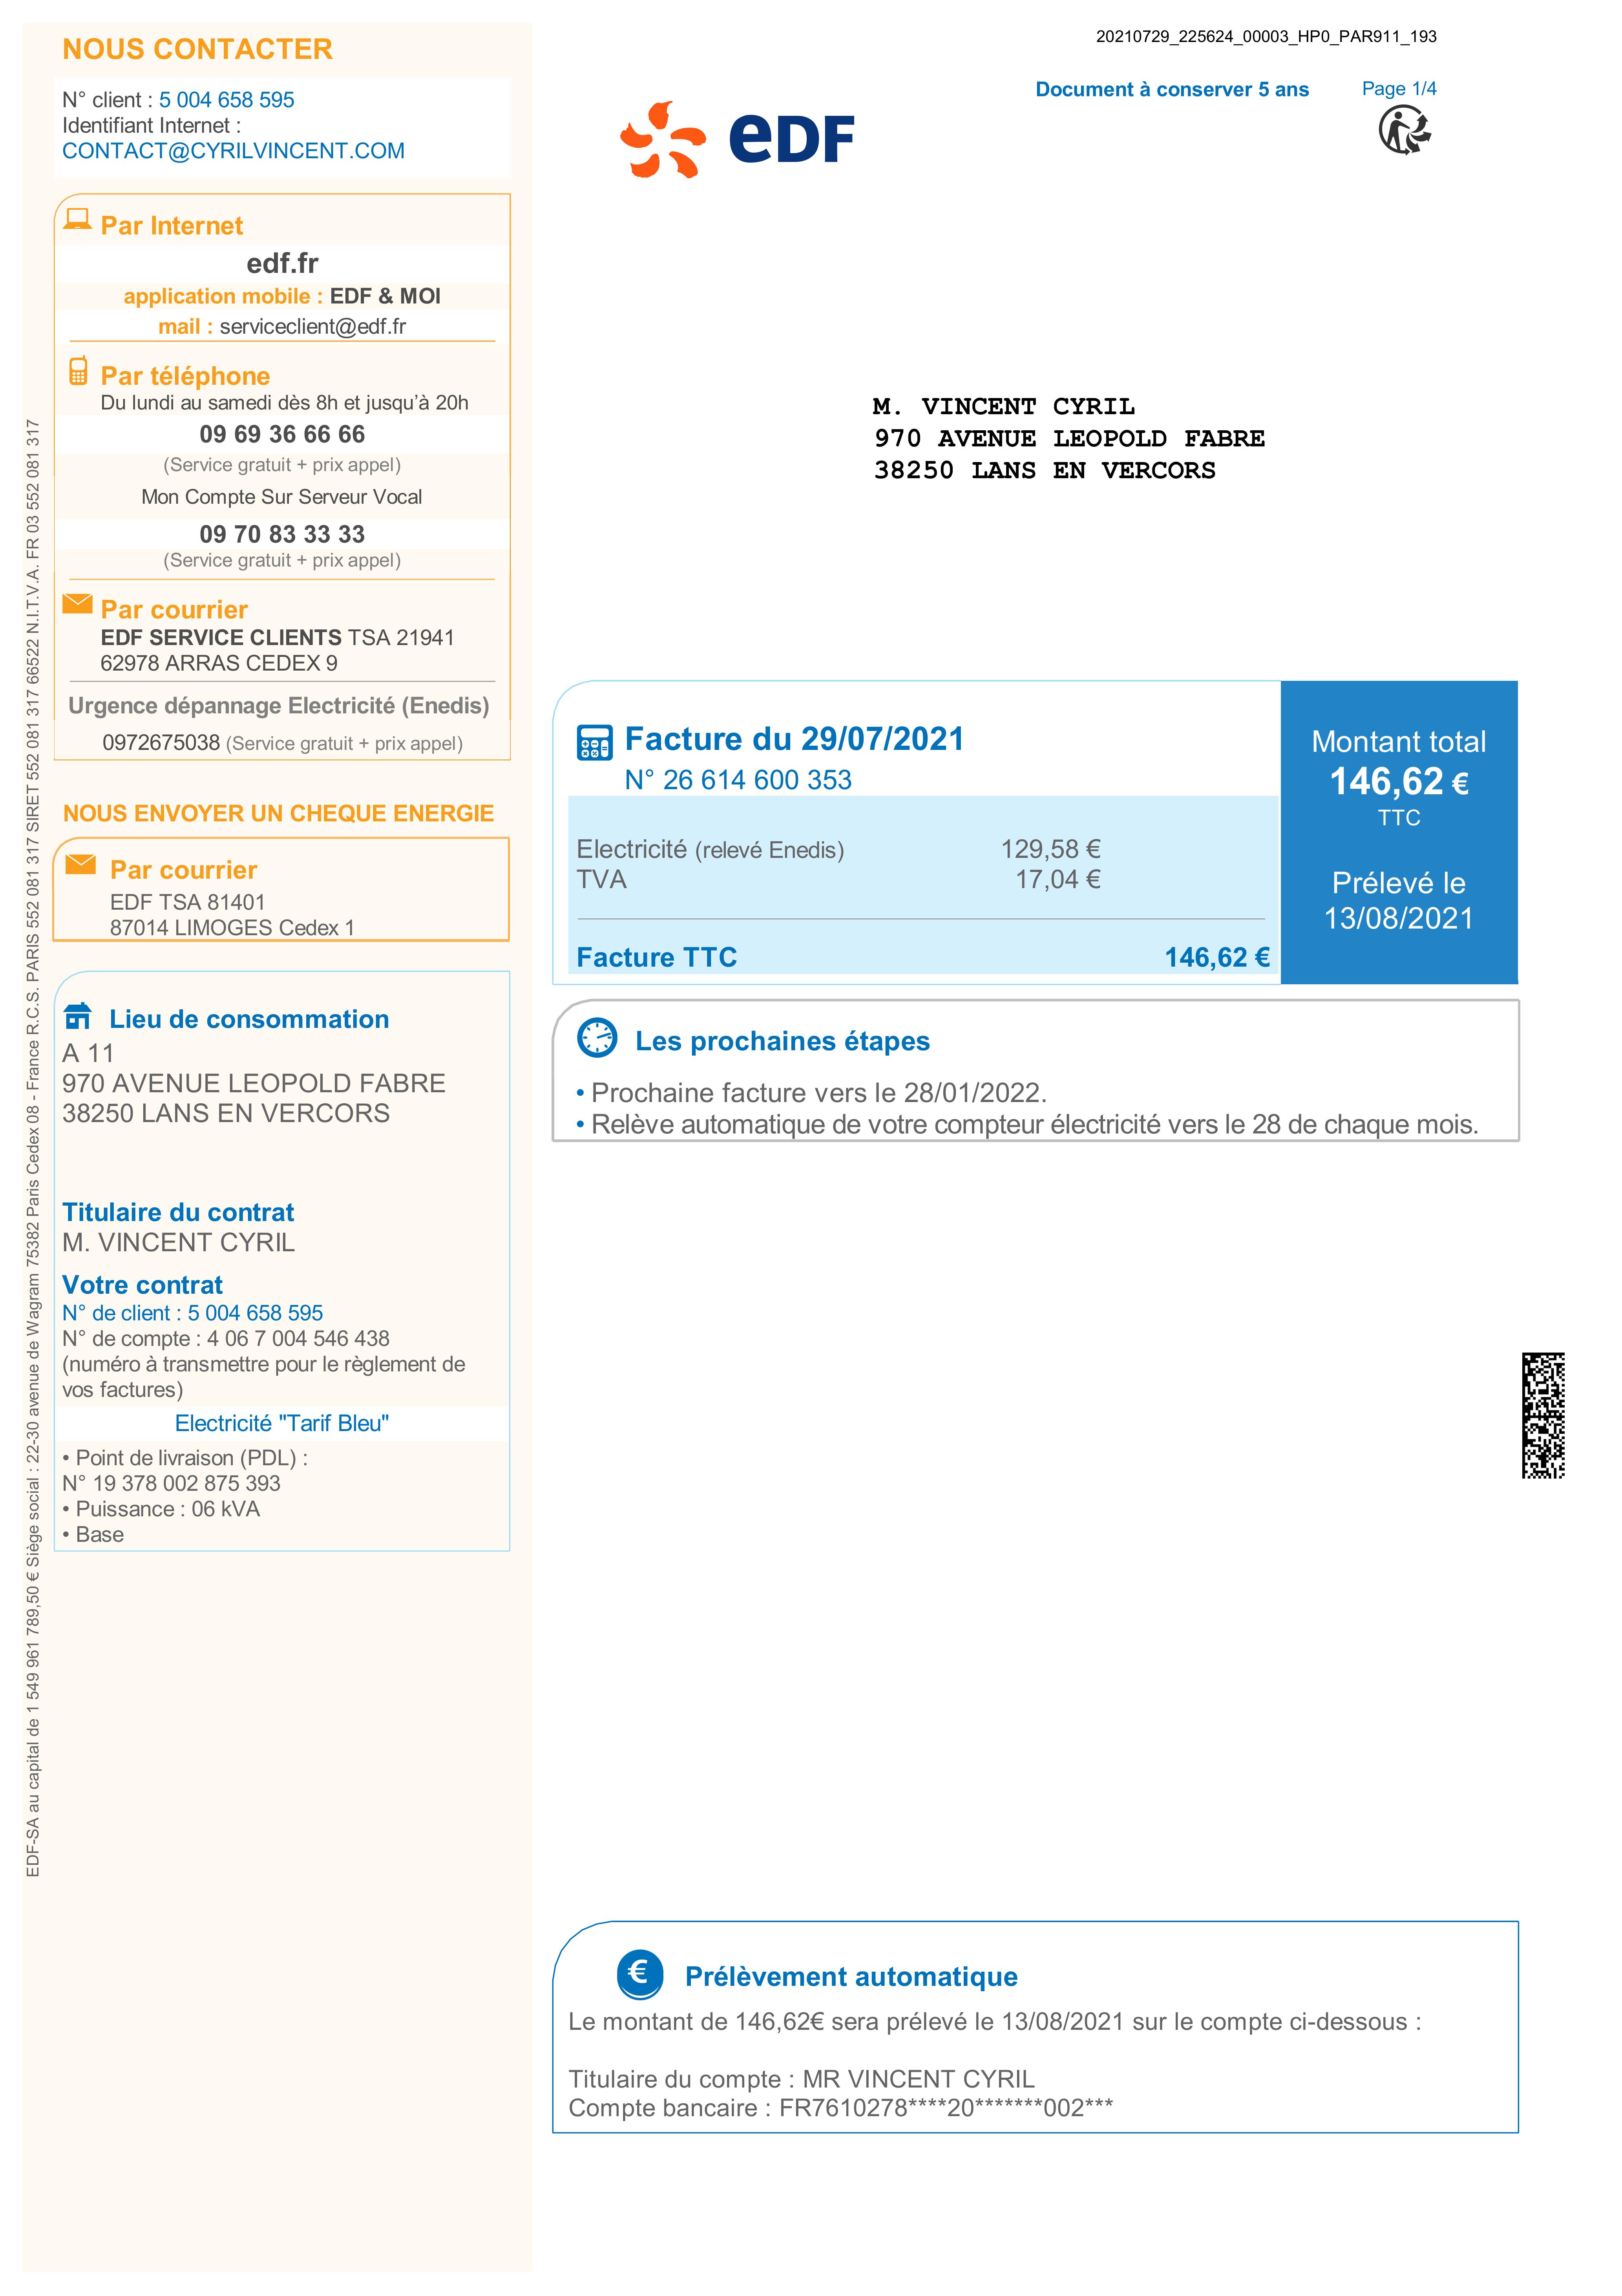 NOUS CONTACTER
N° client : 5 004 658 595
Identifiant Internet :
CONTACT@CYRILVINCENT.COM
Par Internet
edf.fr
application mobile : EDF & MOI
mail : serviceclient@edf.fr
Par téléphone
Du lundi au samedi dès 8h et jusqu'à 20h
09 69 36 66 66
(Service gratuit + prix appel)
Mon Compte Sur Serveur Vocal
09 70 83 33 33
(Service gratuit + prix appel)
Par courrier
EDF SERVICE CLIENTS TSA 21941
62978 ARRAS CEDEX 9
Urgence dépannage Electricité (Enedis)
0972675038 (Service gratuit + prix appel)
NOUS ENVOYER UN CHEQUE ENERGIE
Par courrier
EDF TSA 81401
87014 LIMOGES Cedex 1
Lieu de consommation
A 11
970 AVENUE LEOPOLD FABRE
38250 LANS EN VERCORS
Titulaire du contrat
M. VINCENT CYRIL
Votre contrat
N° de client : 5 004 658 595
N° de compte : 4 06 7 004 546 438
(numéro à transmettre pour le règlement de
vos factures)
Electricité "Tarif Bleu"
• Point de livraison (PDL) :
N° 19 378 002 875 393
• Puissance : 06 kVA
• Base
EDF-SA au capital de 1 549 961 789,50 € Siège social : 22-30 avenue de Wagram 75382 Paris Cedex 08 - France R.C.S. PARIS 552 081 317 SIRET 552 081 317 66522 N.I.T.V.A. FR 03 552 081 317
20210729_225624_00003_HP0_PAR911_193
Document à conserver 5 ans Page 1/4
eDF
M. VINCENT CYRIL
970 AVENUE LEOPOLD FABRE
38250 LANS EN VERCORS
Facture du 29/07/2021
N° 26 614 600 353
Electricité (relevé Enedis) 129,58 €
TVA 17,04 €
Facture TTC 146,62 €
Montant total
146,62 €
TTC
Prélevé le
13/08/2021
Les prochaines étapes
• Prochaine facture vers le 28/01/2022.
• Relève automatique de votre compteur électricité vers le 28 de chaque mois.
€ Prélèvement automatique
Le montant de 146,62€ sera prélevé le 13/08/2021 sur le compte ci-dessous :
Titulaire du compte : MR VINCENT CYRIL
Compte bancaire : FR7610278****20*******002***